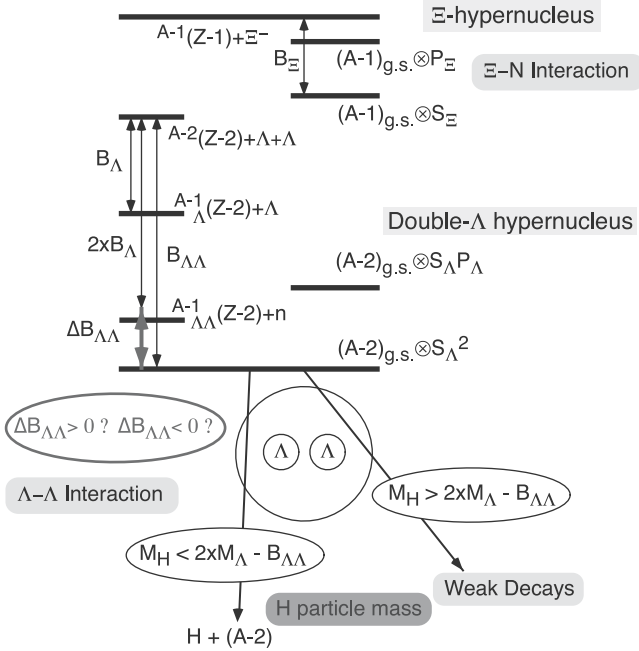 Ξ-hypernucleus
A-1(Z-1)+Ξ-
BΞ
(A-1)g.s.⊗PΞ
Ξ–N Interaction
(A-1)g.s.⊗SΞ
A-2(Z-2)+Λ+Λ
BΛ
A-1Λ(Z-2)+Λ
Double-Λ hypernucleus
2xBΛ
BΛΛ
(A-2)g.s.⊗SΛPΛ
A-1ΛΛ(Z-2)+n
ΔBΛΛ
(A-2)g.s.⊗SΛ2
ΔBΛΛ> 0 ? ΔBΛΛ< 0 ?
Λ Λ
Λ–Λ Interaction
MH > 2xMΛ - BΛΛ
MH < 2xMΛ - BΛΛ
Weak Decays
H particle mass
H + (A-2)